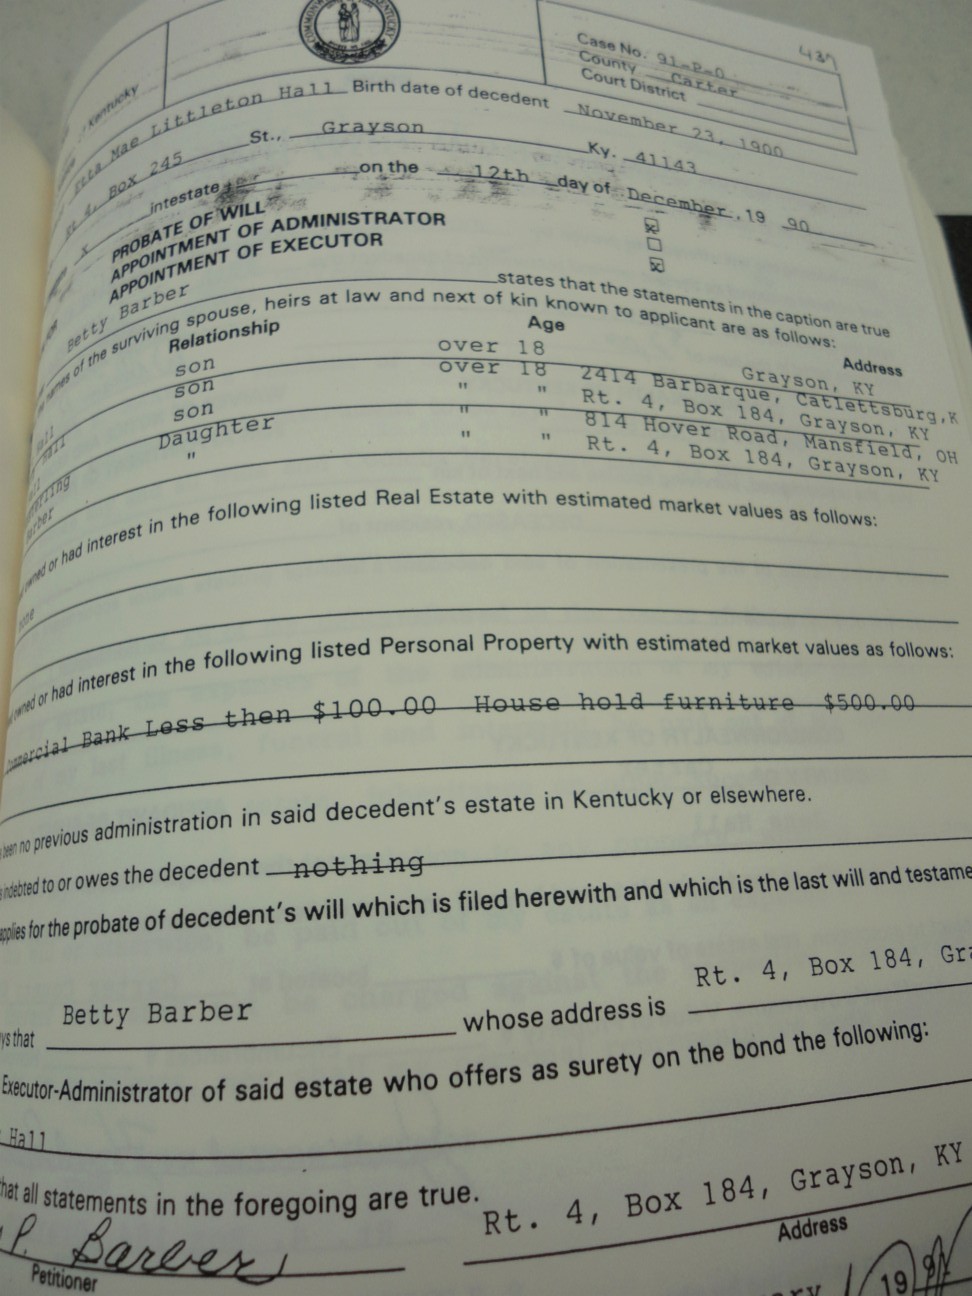 Kentucky
Case No. 91-P-0
County Carter
Court District
Etta Mae Littleton Hall Birth date of decedent November 23, 1900
Rt. 4, Box 245 St., Grayson Ky. 41143
x intestate on the 12th day of December, 19 90
PROBATE OF WILL
APPOINTMENT OF ADMINISTRATOR
APPOINTMENT OF EXECUTOR
Betty Barber states that the statements in the caption are true
names of the surviving spouse, heirs at law and next of kin known to applicant are as follows:
Relationship Age Address
son over 18 Grayson, KY
son over 18 2414 Barbarque, Catlettsburg, K
son " " Rt. 4, Box 184, Grayson, KY
Daughter " " 814 Hover Road, Mansfield, OH
" " " Rt. 4, Box 184, Grayson, KY
owned or had interest in the following listed Real Estate with estimated market values as follows:
none
owned or had interest in the following listed Personal Property with estimated market values as follows:
ommercial Bank Less then $100.00 House hold furniture $500.00
been no previous administration in said decedent's estate in Kentucky or elsewhere.
indebted to or owes the decedent nothing
applies for the probate of decedent's will which is filed herewith and which is the last will and testame
ys that Betty Barber whose address is Rt. 4, Box 184, Gra
Executor-Administrator of said estate who offers as surety on the bond the following:
Hall
hat all statements in the foregoing are true.
P. Barber Rt. 4, Box 184, Grayson, KY
Petitioner Address
ary 19 91